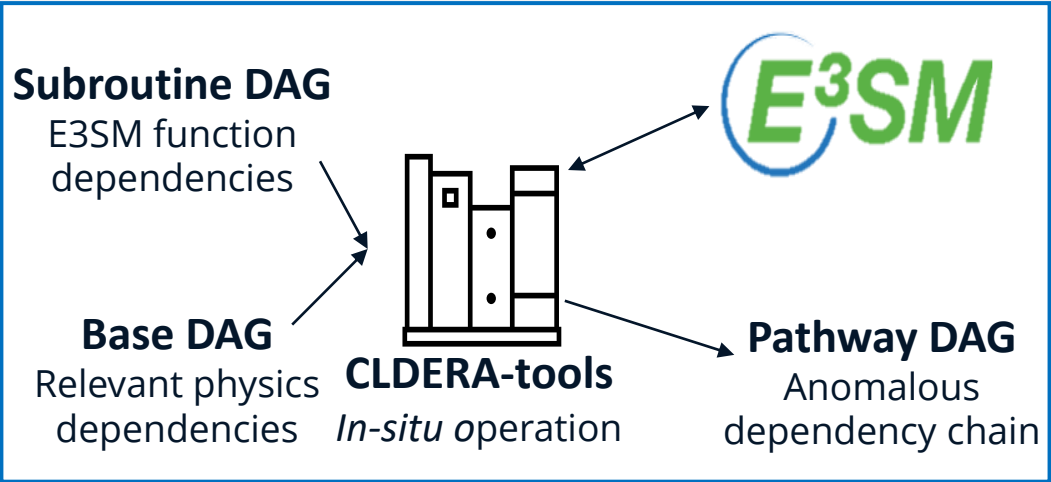 Subroutine DAG
E3SM function
dependencies
E³SM
Base DAG
Relevant physics
dependencies
CLDERA-tools
In-situ operation
Pathway DAG
Anomalous
dependency chain